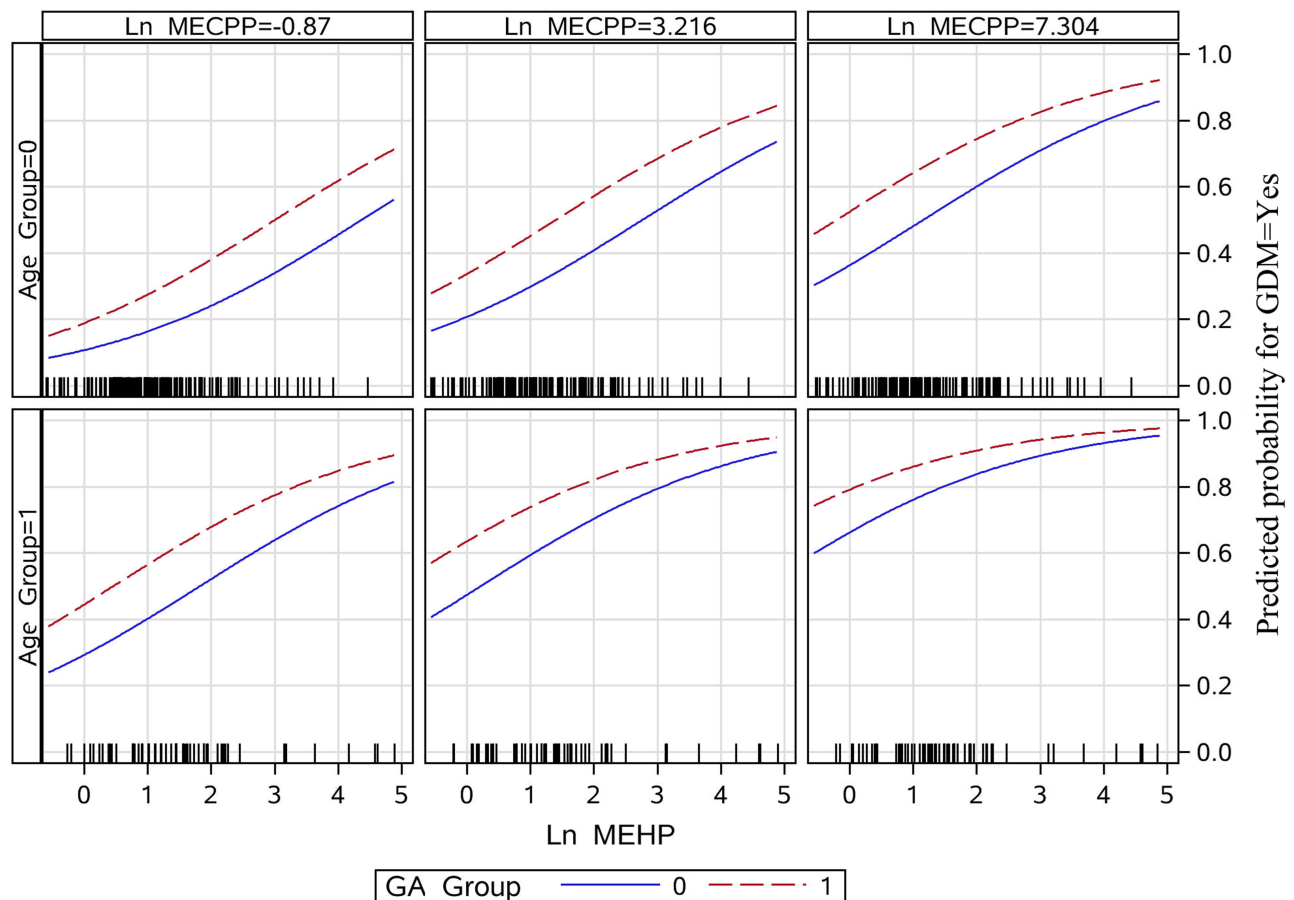 Ln MECPP=-0.87 Ln MECPP=3.216 Ln MECPP=7.304
Age Group=0
1.0
0.8
0.6
0.4
0.2
0.0
Age Group=1
1.0
0.8
0.6
0.4
0.2
0.0
Predicted probability for GDM=Yes
0 1 2 3 4 5 0 1 2 3 4 5 0 1 2 3 4 5
Ln MEHP
GA Group 0 1